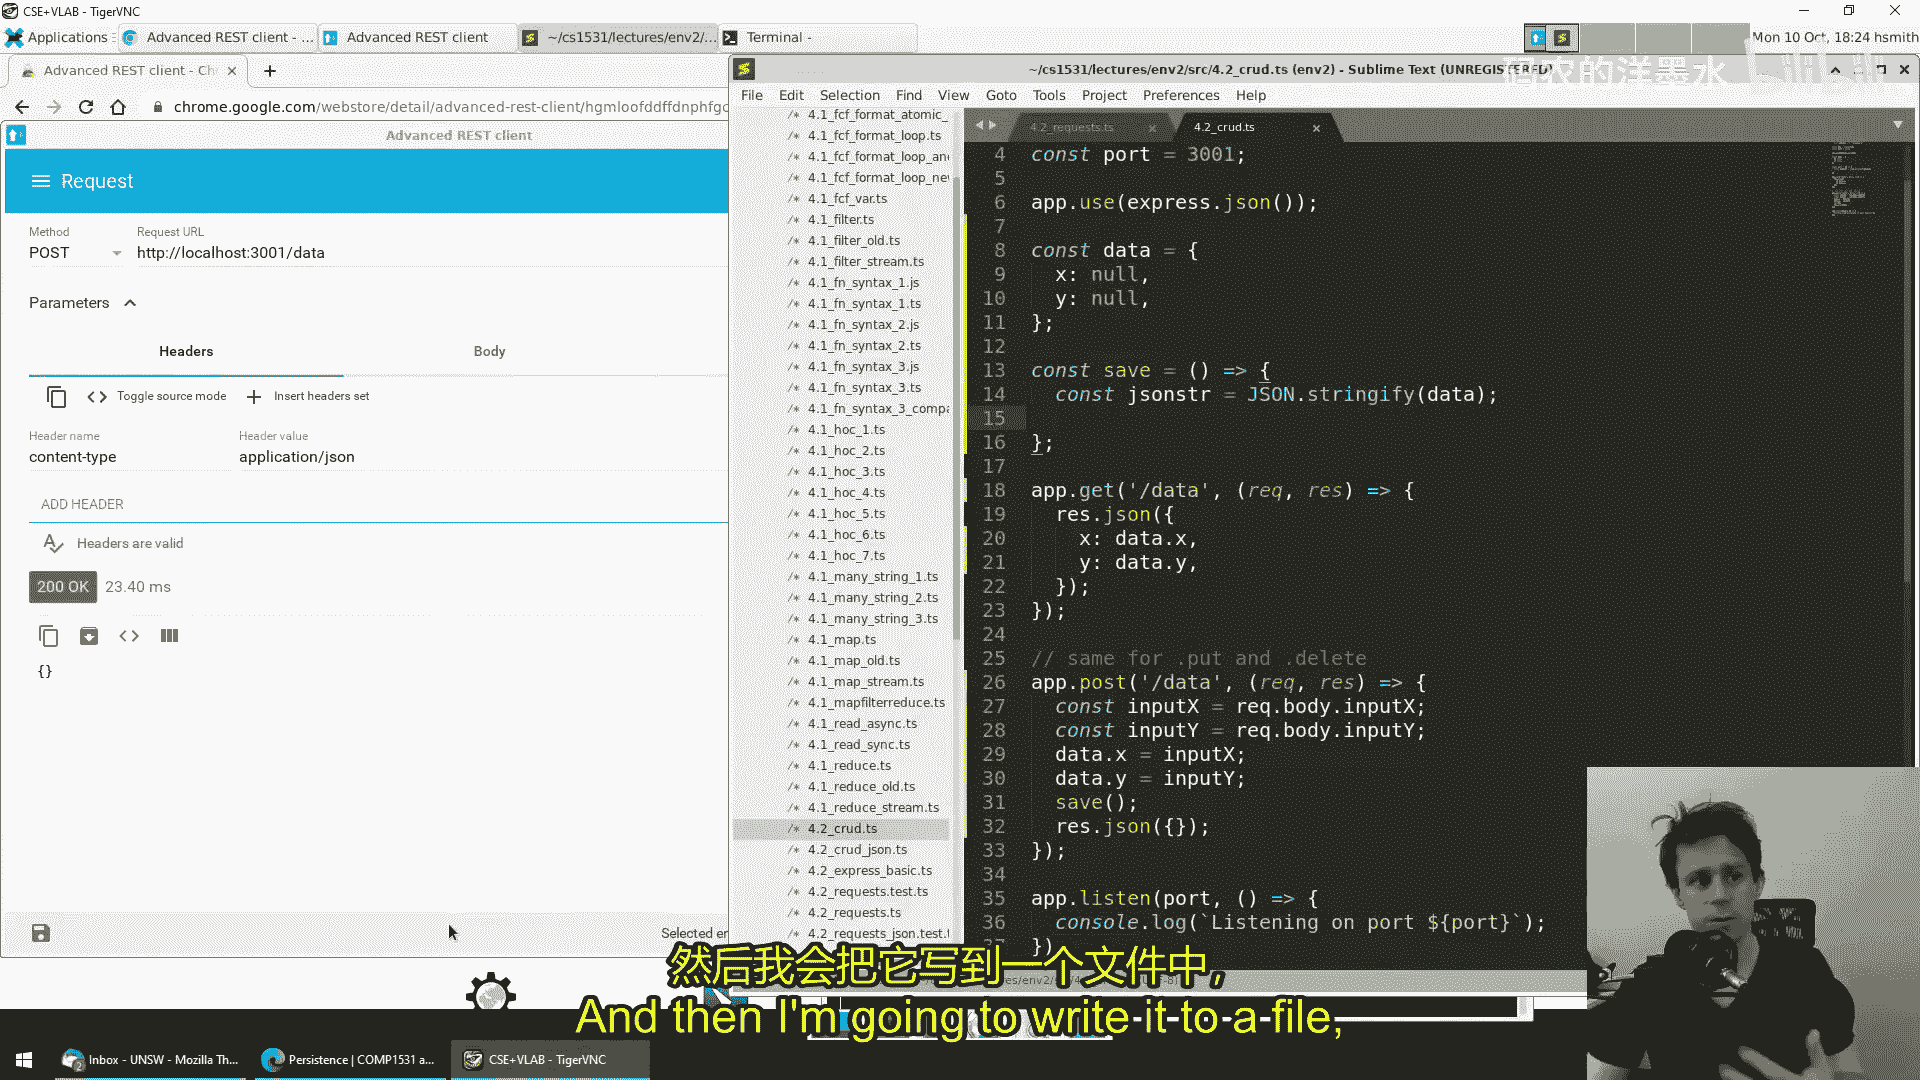 CSE+VLAB - TigerVNC
Applications
Advanced REST client - ...
Advanced REST client
~/cs1531/lectures/env2/...
Terminal -
Mon 10 Oct, 18:24 hsmith
Advanced REST client - Ch
chrome.google.com/webstore/detail/advanced-rest-client/hgmloofddffdnphfgc
Advanced REST client
Request
Method
Request URL
POST
http://localhost:3001/data
Parameters
Headers
Body
Toggle source mode
Insert headers set
Header name
Header value
content-type
application/json
ADD HEADER
Headers are valid
200 OK
23.40 ms
{}
~/cs1531/lectures/env2/src/4.2_crud.ts (env2) - Sublime Text (UNREGISTERED)
码农的洋墨水
bilibili
File Edit Selection Find View Goto Tools Project Preferences Help
4.1_fcf_format_atomic_
4.1_fcf_format_loop.ts
4.1_fcf_format_loop_an
4.1_fcf_format_loop_ne
4.1_fcf_var.ts
4.1_filter.ts
4.1_filter_old.ts
4.1_filter_stream.ts
4.1_fn_syntax_1.js
4.1_fn_syntax_1.ts
4.1_fn_syntax_2.js
4.1_fn_syntax_2.ts
4.1_fn_syntax_3.js
4.1_fn_syntax_3.ts
4.1_fn_syntax_3_compa
4.1_hoc_1.ts
4.1_hoc_2.ts
4.1_hoc_3.ts
4.1_hoc_4.ts
4.1_hoc_5.ts
4.1_hoc_6.ts
4.1_hoc_7.ts
4.1_many_string_1.ts
4.1_many_string_2.ts
4.1_many_string_3.ts
4.1_map.ts
4.1_map_old.ts
4.1_map_stream.ts
4.1_mapfilterreduce.ts
4.1_read_async.ts
4.1_read_sync.ts
4.1_reduce.ts
4.1_reduce_old.ts
4.1_reduce_stream.ts
4.2_crud.ts
4.2_crud_json.ts
4.2_express_basic.ts
4.2_requests.test.ts
4.2_requests.ts
4.2_requests_json.test.
4.2_requests.ts
4.2_crud.ts
4 const port = 3001;
5
6 app.use(express.json());
7
8 const data = {
9 x: null,
10 y: null,
11 };
12
13 const save = () => {
14 const jsonstr = JSON.stringify(data);
15
16 };
17
18 app.get('/data', (req, res) => {
19 res.json({
20 x: data.x,
21 y: data.y,
22 });
23 });
24
25 // same for .put and .delete
26 app.post('/data', (req, res) => {
27 const inputX = req.body.inputX;
28 const inputY = req.body.inputY;
29 data.x = inputX;
30 data.y = inputY;
31 save();
32 res.json({});
33 });
34
35 app.listen(port, () => {
36 console.log(`Listening on port ${port}`);
37 })
Selected en
然后我会把它写到一个文件中，
And then I'm going to write it to a file,
Inbox - UNSW - Mozilla Th...
Persistence | COMP1531 a...
CSE+VLAB - TigerVNC